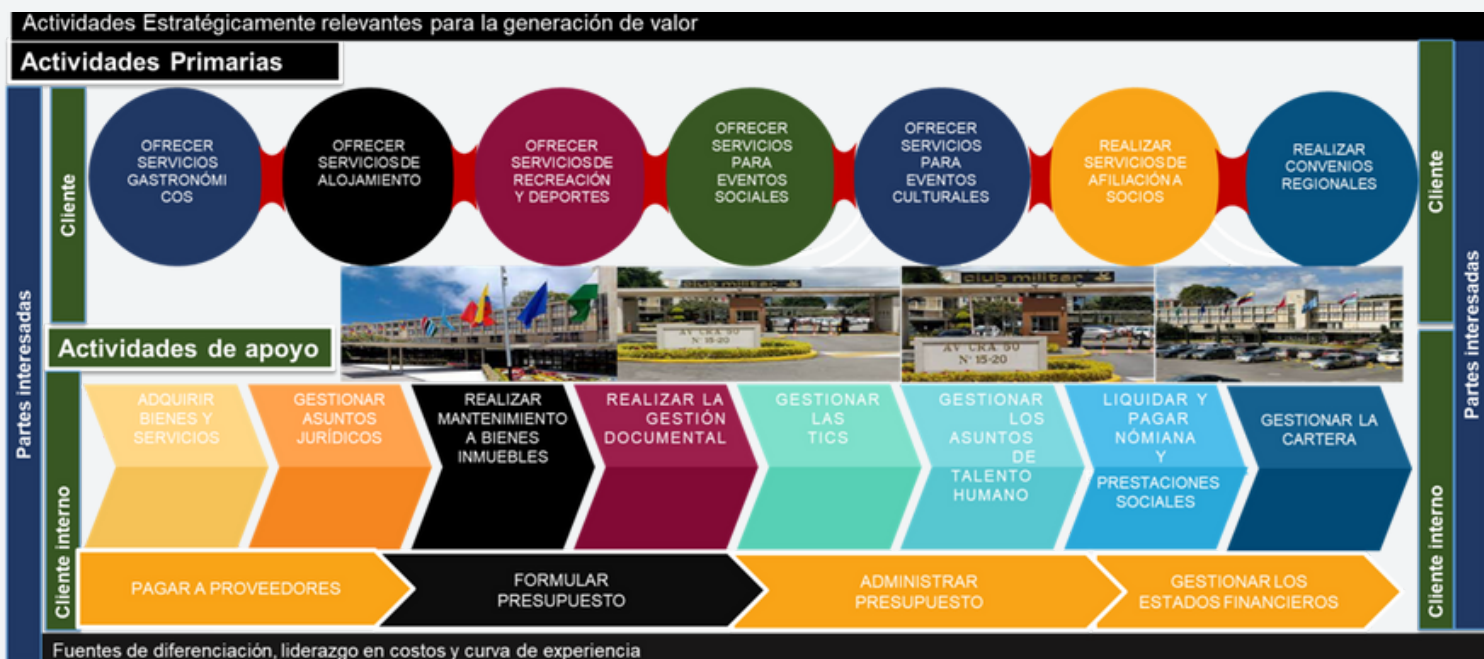 Actividades Estratégicamente relevantes para la generación de valor
Actividades Primarias
Partes interesadas
Cliente
OFRECER
SERVICIOS
GASTRONÓMI
COS
OFRECER
SERVICIOS DE
ALOJAMIENTO
OFRECER
SERVICIOS DE
RECREACIÓN
Y DEPORTES
OFRECER
SERVICIOS
PARA
EVENTOS
SOCIALES
OFRECER
SERVICIOS
PARA
EVENTOS
CULTURALES
REALIZAR
SERVICIOS DE
AFILIACIÓN A
SOCIOS
REALIZAR
CONVENIOS
REGIONALES
Cliente
Partes interesadas
club militar
AV CRA 50
Nº 15-20
club militar
AV CRA 50
Nº 15-20
Actividades de apoyo
Cliente interno
ADQUIRIR
BIENES Y
SERVICIOS
GESTIONAR
ASUNTOS
JURÍDICOS
REALIZAR
MANTENIMIENTO
A BIENES
INMUEBLES
REALIZAR LA
GESTIÓN
DOCUMENTAL
GESTIONAR
LAS
TICS
GESTIONAR
LOS
ASUNTOS
DE
TALENTO
HUMANO
LIQUIDAR Y
PAGAR
NÓMIANA
Y
PRESTACIONES
SOCIALES
GESTIONAR LA
CARTERA
Cliente interno
PAGAR A PROVEEDORES
FORMULAR
PRESUPUESTO
ADMINISTRAR
PRESUPUESTO
GESTIONAR LOS
ESTADOS FINANCIEROS
Fuentes de diferenciación, liderazgo en costos y curva de experiencia